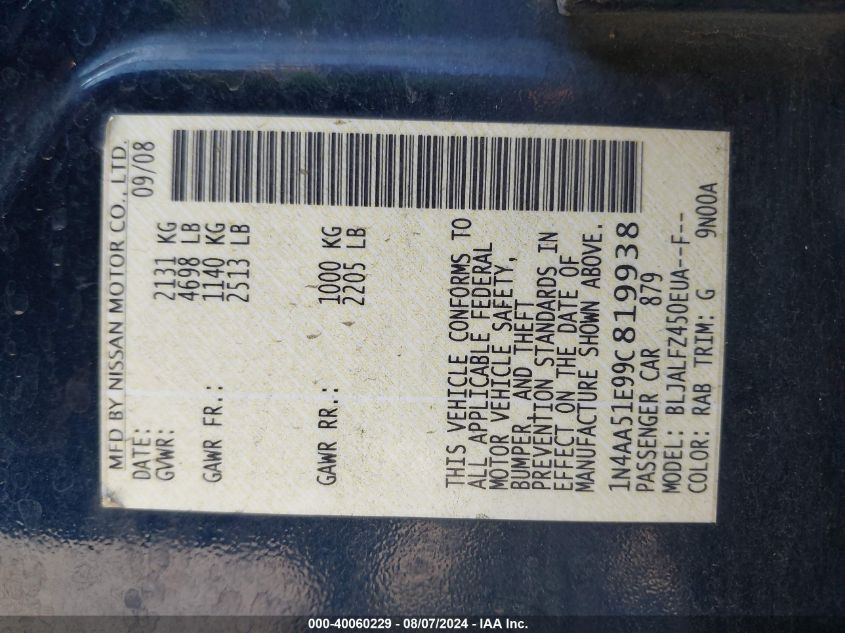 MFD BY NISSAN MOTOR CO., LTD.
DATE: 09/08
GVWR: 2131 KG
4698 LB
GAWR FR.: 1140 KG
2513 LB
GAWR RR.: 1000 KG
2205 LB
THIS VEHICLE CONFORMS TO
ALL APPLICABLE FEDERAL
MOTOR VEHICLE SAFETY,
BUMPER, AND THEFT
PREVENTION STANDARDS IN
EFFECT ON THE DATE OF
MANUFACTURE SHOWN ABOVE.
1N4AA51E99C819938
PASSENGER CAR 879
MODEL: BLJALFZ450EUA--F--
COLOR: RAB TRIM: G 9N00A
000-40060229 - 08/07/2024 - IAA Inc.